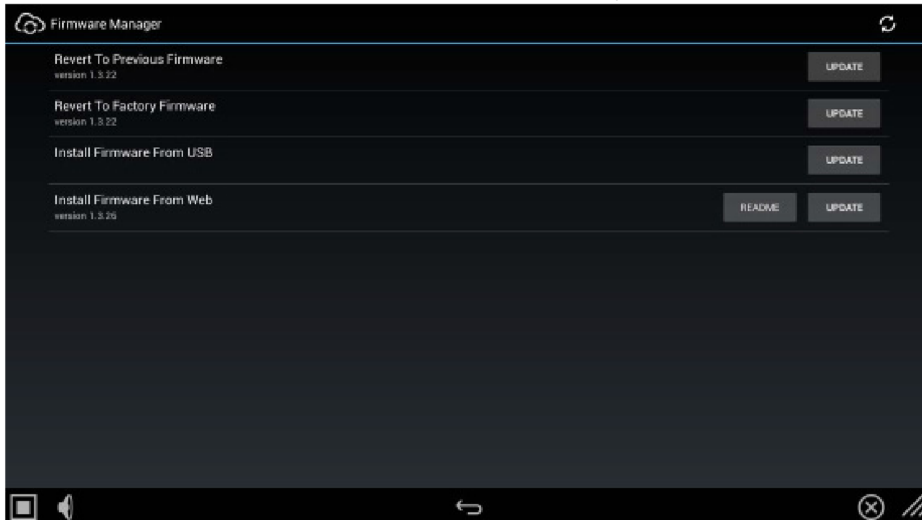 Firmware Manager
Revert To Previous Firmware
version 1.3.22
UPDATE
Revert To Factory Firmware
version 1.3.22
UPDATE
Install Firmware From USB
UPDATE
Install Firmware From Web
version 1.3.26
README
UPDATE